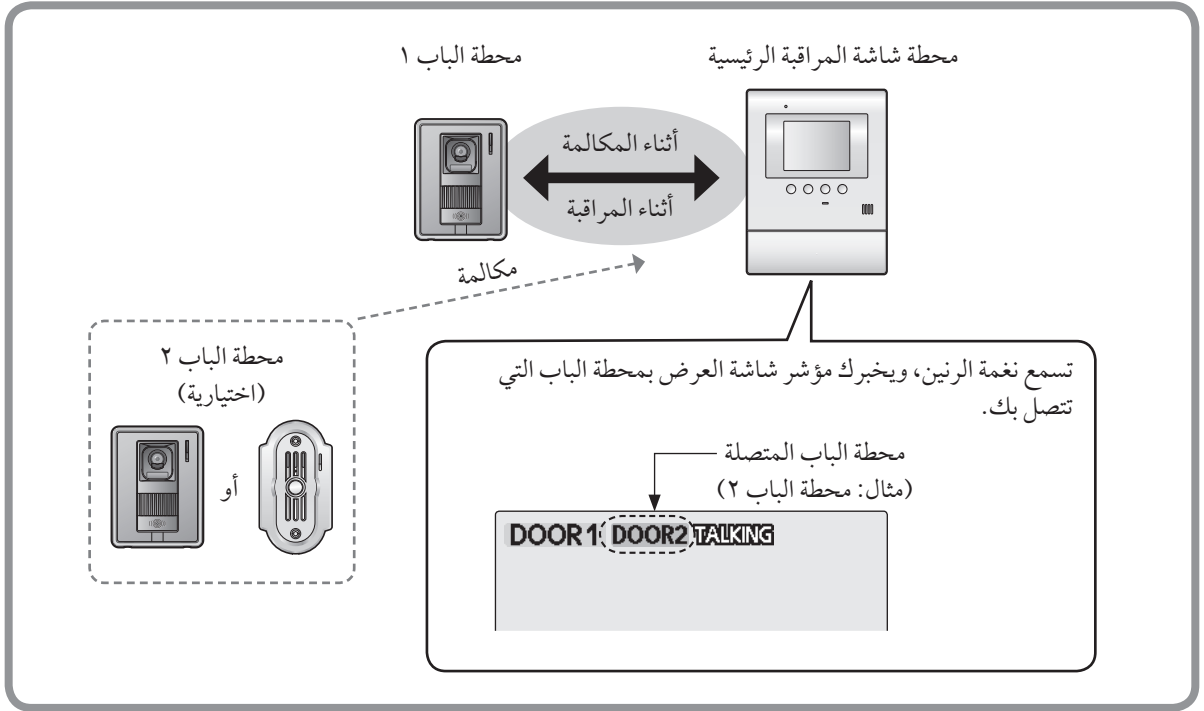 محطة شاشة المراقبة الرئيسية
محطة الباب ١
أثناء المكالمة
أثناء المراقبة
مكالمة
محطة الباب ٢
(اختيارية)
أو
تسمع نغمة الرنين، ويخبرك مؤشر شاشة العرض بمحطة الباب التي
تتصل بك.
محطة الباب المتصلة
(مثال: محطة الباب ٢)
DOOR1 DOOR2 TALKING